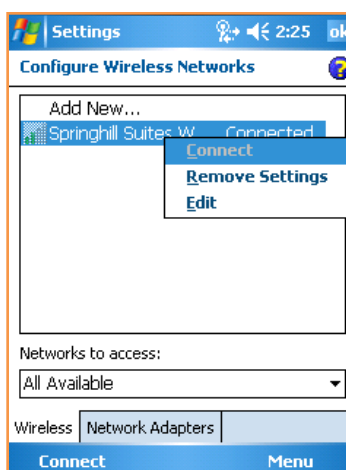 Settings 2:25 ok
Configure Wireless Networks
Add New...
Springhill Suites W... Connected
Connect
Remove Settings
Edit
Networks to access:
All Available
Wireless Network Adapters
Connect Menu